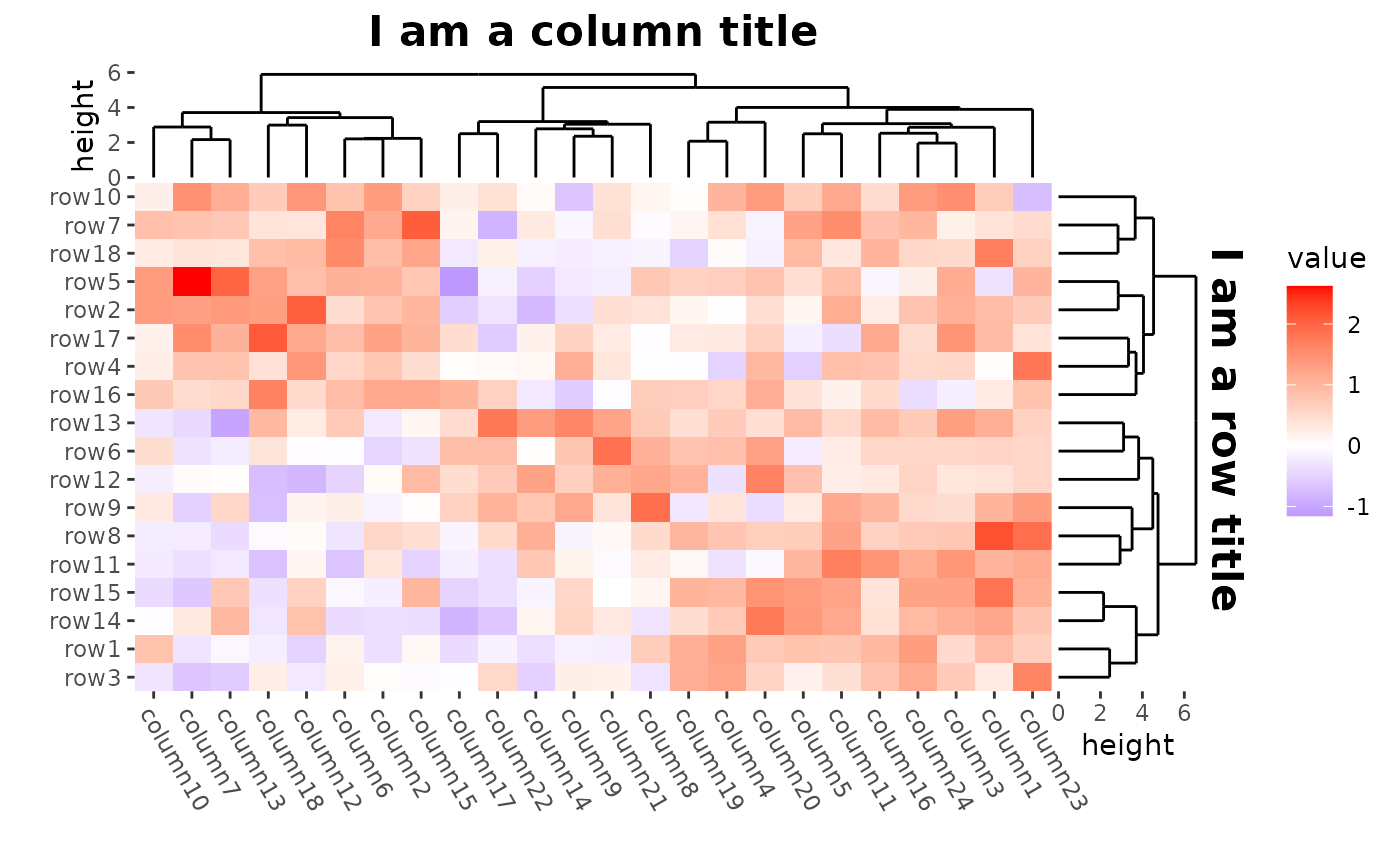 I am a column title
height
6
4
2
0
row10
row7
row18
row5
row2
row17
row4
row16
row13
row6
row12
row9
row8
row11
row15
row14
row1
row3
column10
column7
column13
column18
column12
column6
column2
column15
column17
column22
column14
column9
column21
column8
column19
column4
column20
column5
column11
column16
column24
column3
column1
column23
0 2 4 6
height
I am a row title
value
2
1
0
-1